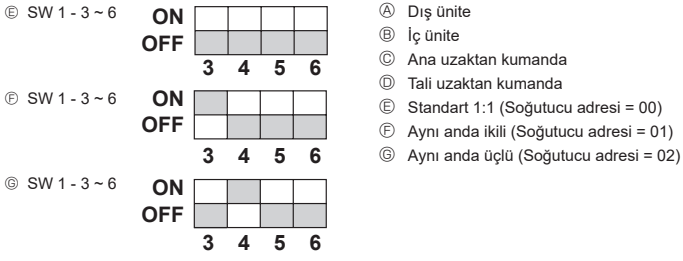 Ⓔ SW 1 - 3 ~ 6
ON
OFF
3 4 5 6
Ⓕ SW 1 - 3 ~ 6
ON
OFF
3 4 5 6
Ⓖ SW 1 - 3 ~ 6
ON
OFF
3 4 5 6
Ⓐ Dış ünite
Ⓑ İç ünite
Ⓒ Ana uzaktan kumanda
Ⓓ Tali uzaktan kumanda
Ⓔ Standart 1:1 (Soğutucu adresi = 00)
Ⓕ Aynı anda ikili (Soğutucu adresi = 01)
Ⓖ Aynı anda üçlü (Soğutucu adresi = 02)